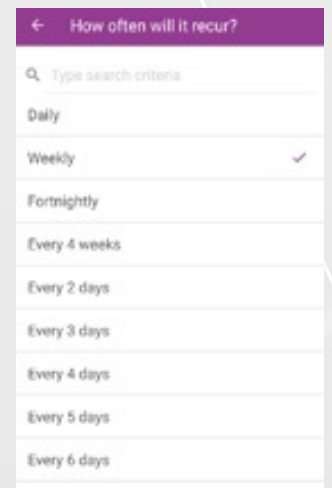 How often will it recur?
Type search criteria
Daily
Weekly
Fortnightly
Every 4 weeks
Every 2 days
Every 3 days
Every 4 days
Every 5 days
Every 6 days